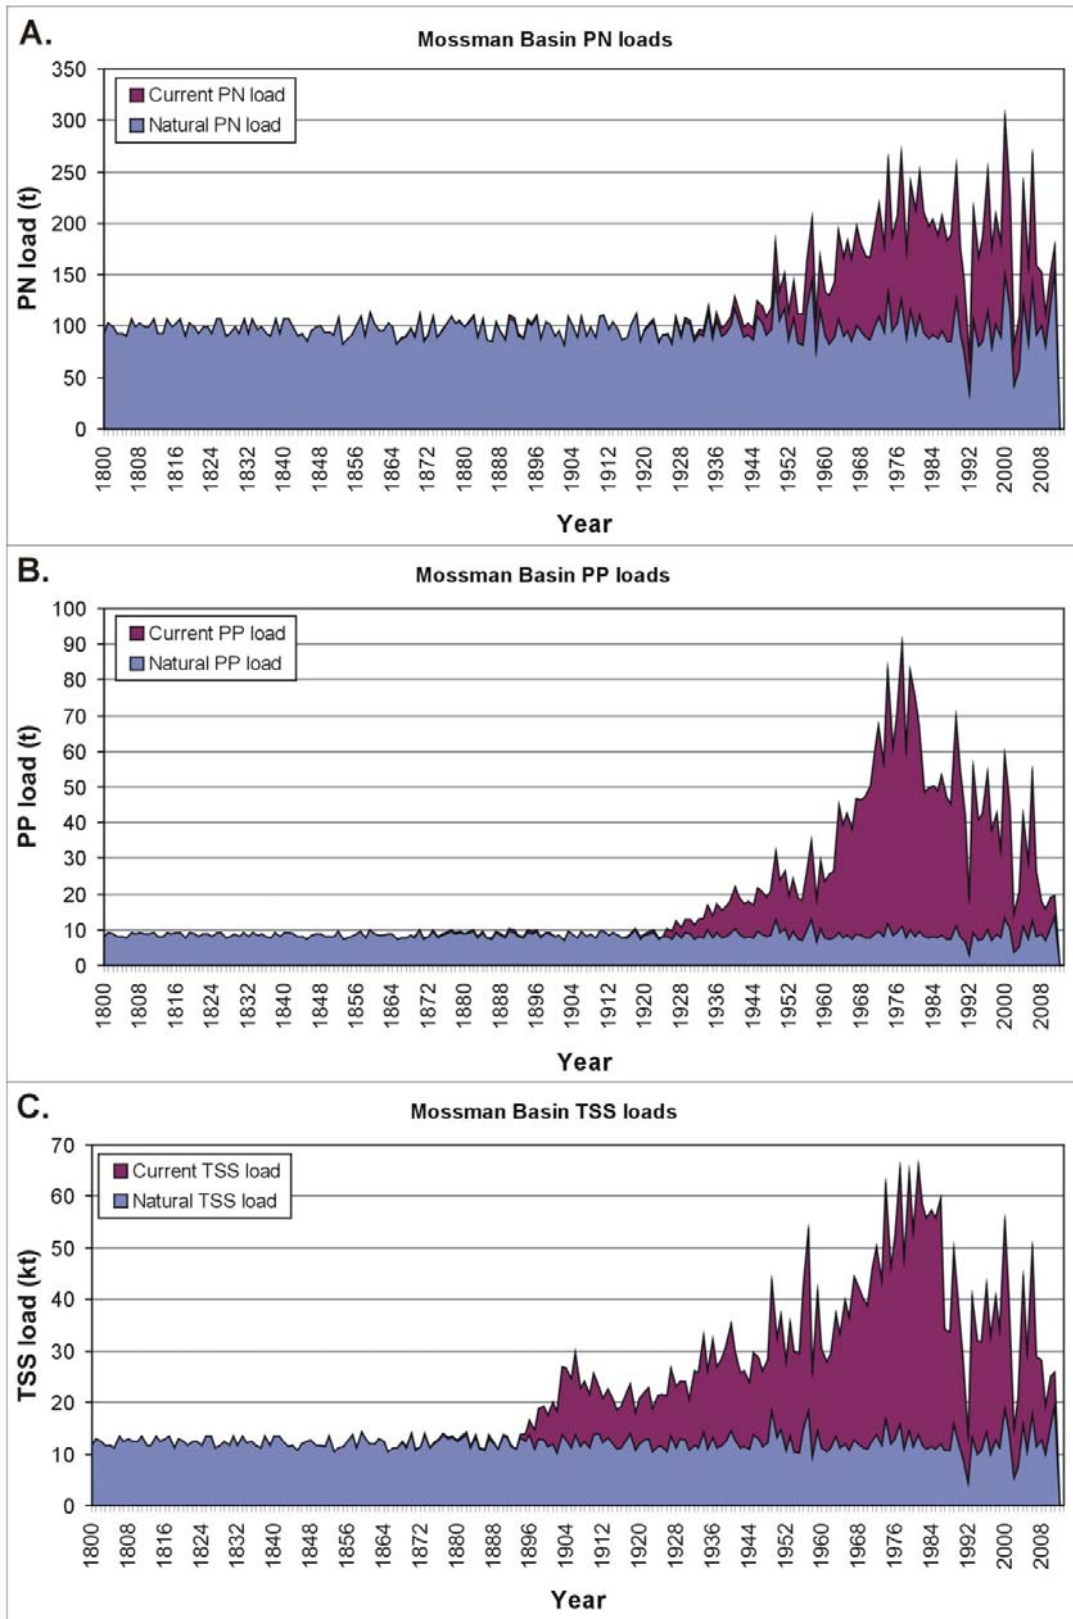 A.
Mossman Basin PN loads
350
300
250
200
150
100
50
0
PN load (t)
Current PN load
Natural PN load
1800 1808 1816 1824 1832 1840 1848 1856 1864 1872 1880 1888 1896 1904 1912 1920 1928 1936 1944 1952 1960 1968 1976 1984 1992 2000 2008
Year
B.
Mossman Basin PP loads
100
90
80
70
60
50
40
30
20
10
0
PP load (t)
Current PP load
Natural PP load
1800 1808 1816 1824 1832 1840 1848 1856 1864 1872 1880 1888 1896 1904 1912 1920 1928 1936 1944 1952 1960 1968 1976 1984 1992 2000 2008
Year
C.
Mossman Basin TSS loads
70
60
50
40
30
20
10
0
TSS load (kt)
Current TSS load
Natural TSS load
1800 1808 1816 1824 1832 1840 1848 1856 1864 1872 1880 1888 1896 1904 1912 1920 1928 1936 1944 1952 1960 1968 1976 1984 1992 2000 2008
Year